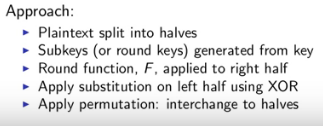 Approach:
▶ Plaintext split into halves
▶ Subkeys (or round keys) generated from key
▶ Round function, F, applied to right half
▶ Apply substitution on left half using XOR
▶ Apply permutation: interchange to halves